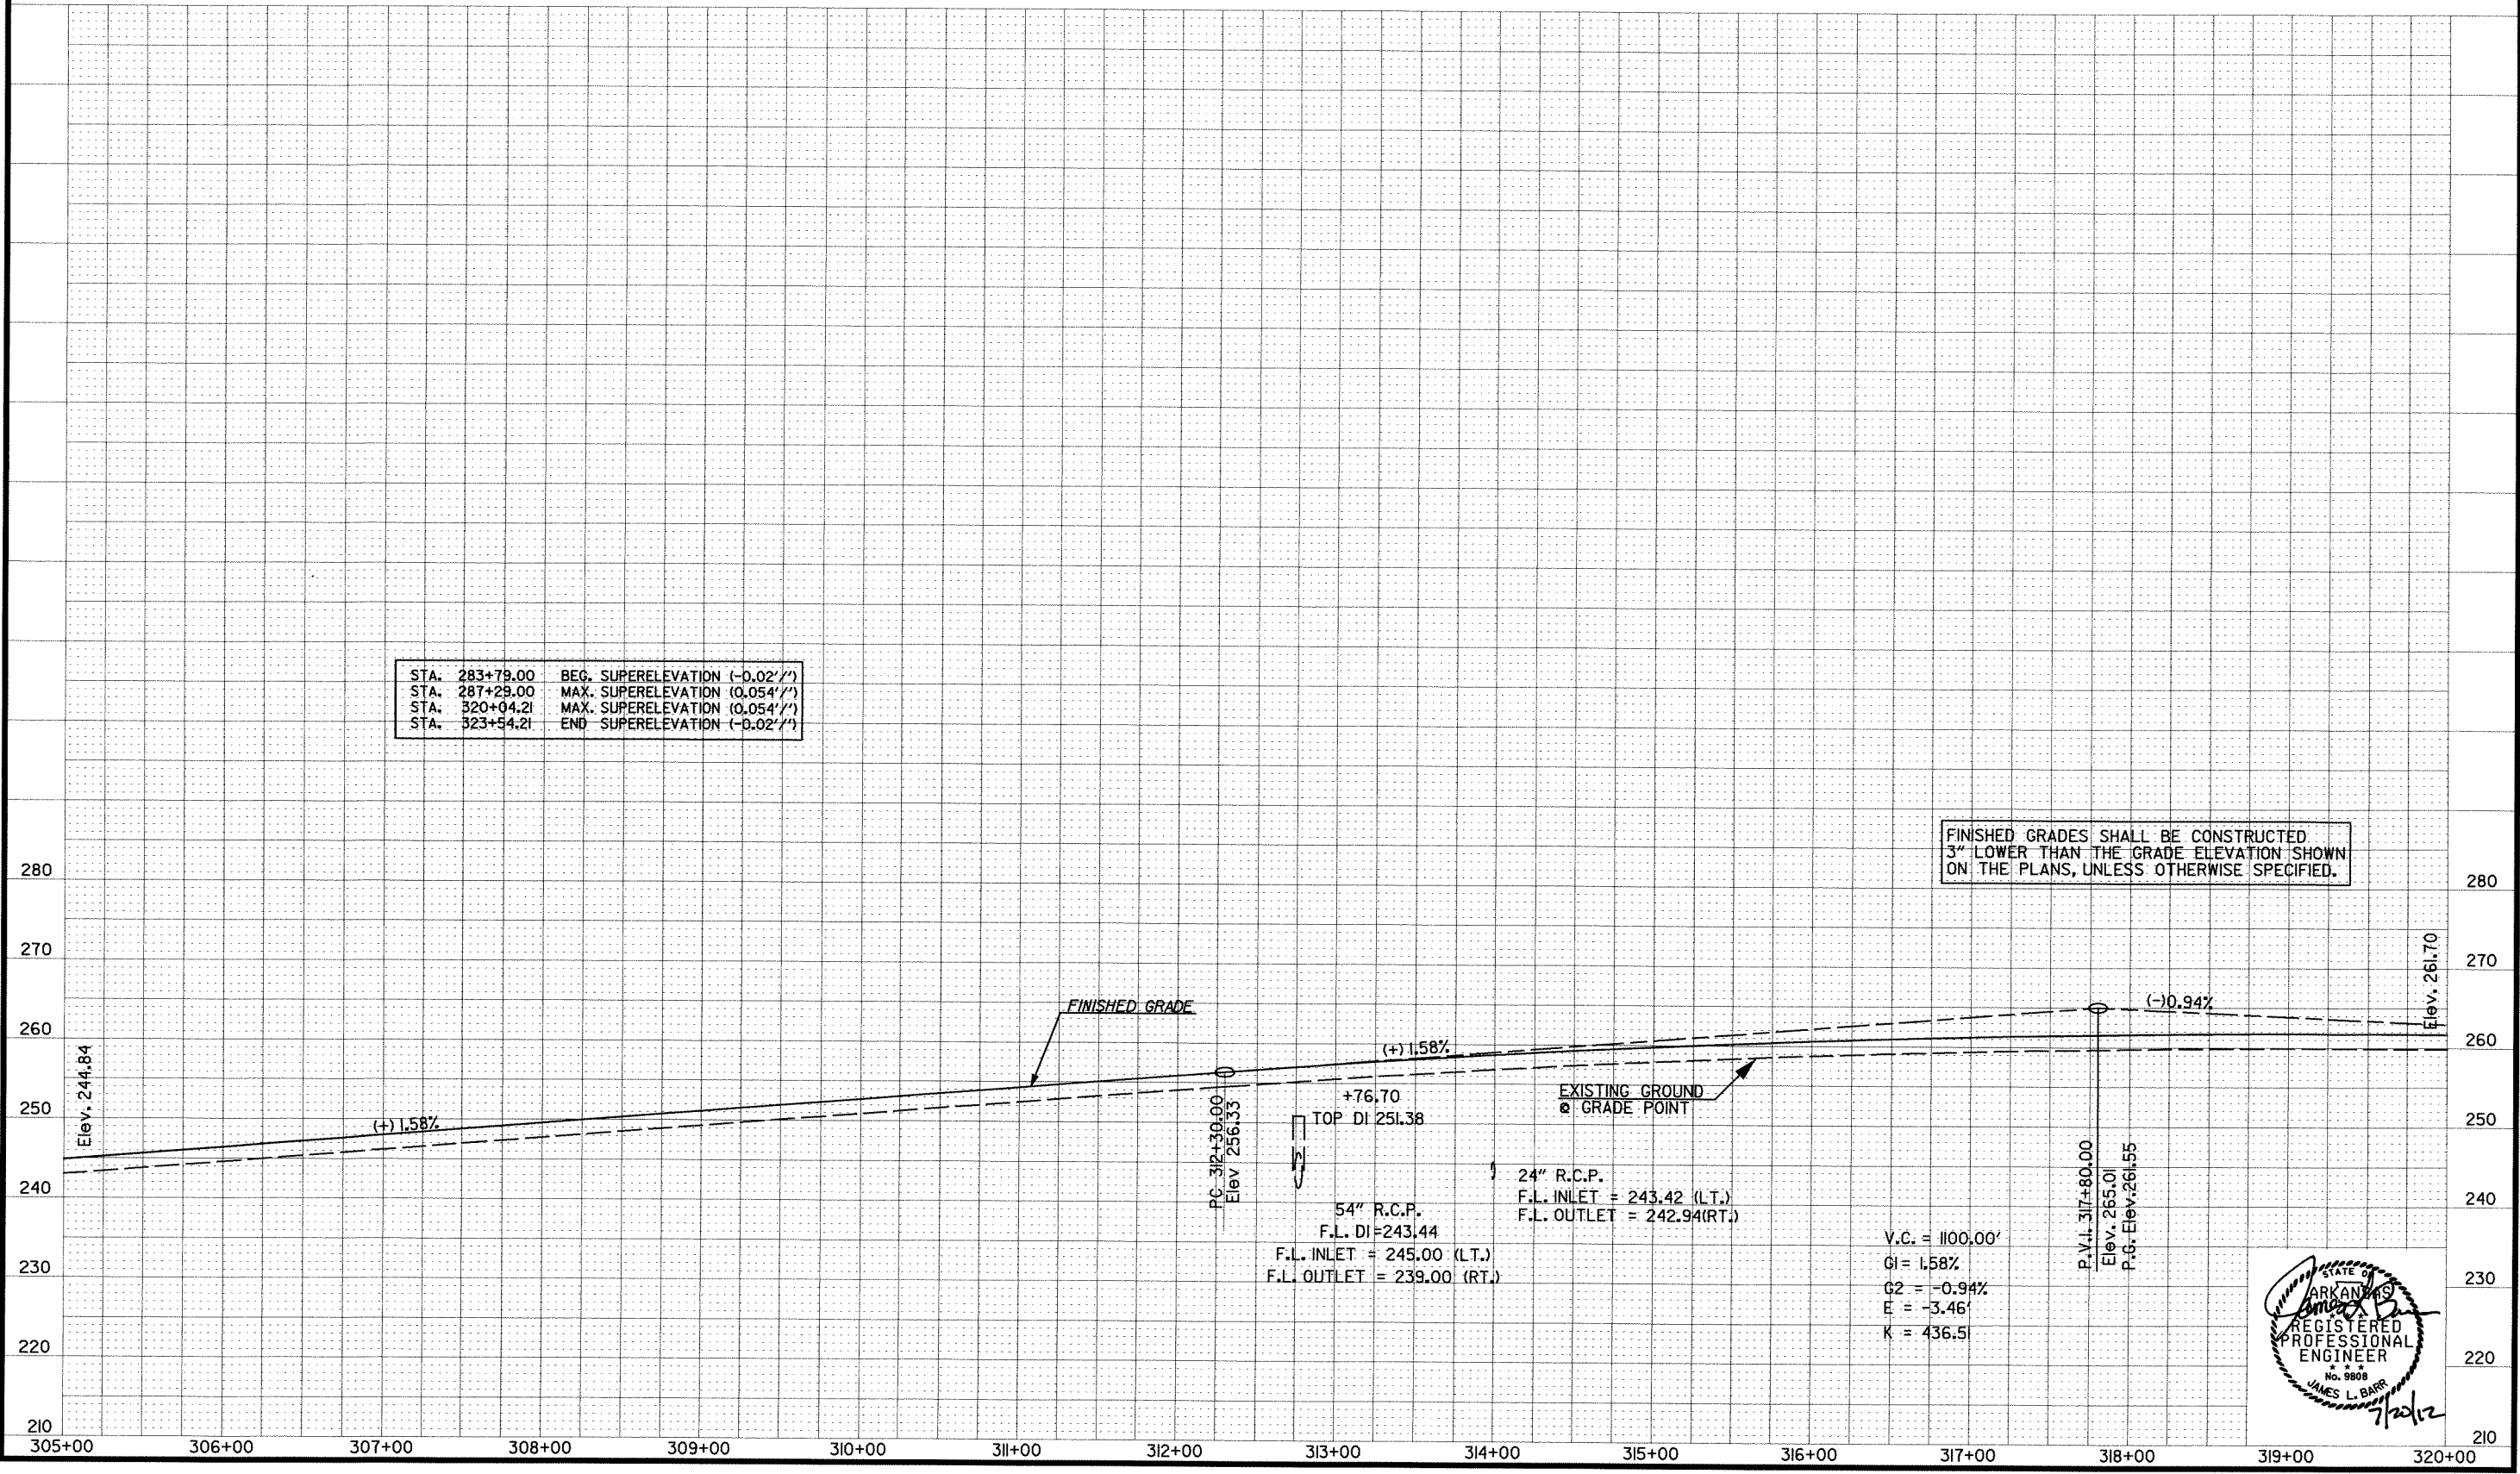 STA. 283+79.00 BEG. SUPERELEVATION (-0.02'/')
STA. 287+29.00 MAX. SUPERELEVATION (0.054'/')
STA. 320+04.21 MAX. SUPERELEVATION (0.054'/')
STA. 323+54.21 END SUPERELEVATION (-0.02'/')
FINISHED GRADES SHALL BE CONSTRUCTED
3" LOWER THAN THE GRADE ELEVATION SHOWN
ON THE PLANS, UNLESS OTHERWISE SPECIFIED.
280
270
260
250
240
230
220
210
280
270
260
250
240
230
220
210
Elev. 244.84
(+) 1.58%
FINISHED GRADE
PC 312+30.00
Elev 256.33
(+) 1.58%
+76.70
TOP DI 251.38
54" R.C.P.
F.L. DI =243.44
F.L. INLET = 245.00 (LT.)
F.L. OUTLET = 239.00 (RT.)
EXISTING GROUND
@ GRADE POINT
24" R.C.P.
F.L. INLET = 243.42 (LT.)
F.L. OUTLET = 242.94(RT.)
(-)0.94%
Elev. 261.70
P.V.I. 317+80.00
Elev. 265.01
P.G. Elev.261.55
V.C. = 1100.00'
G1 = 1.58%
G2 = -0.94%
E = -3.46'
K = 436.51
STATE OF
ARKANSAS
James L Barr
REGISTERED
PROFESSIONAL
ENGINEER
* * *
No. 9808
JAMES L. BARR
7/20/12
305+00 306+00 307+00 308+00 309+00 310+00 311+00 312+00 313+00 314+00 315+00 316+00 317+00 318+00 319+00 320+00